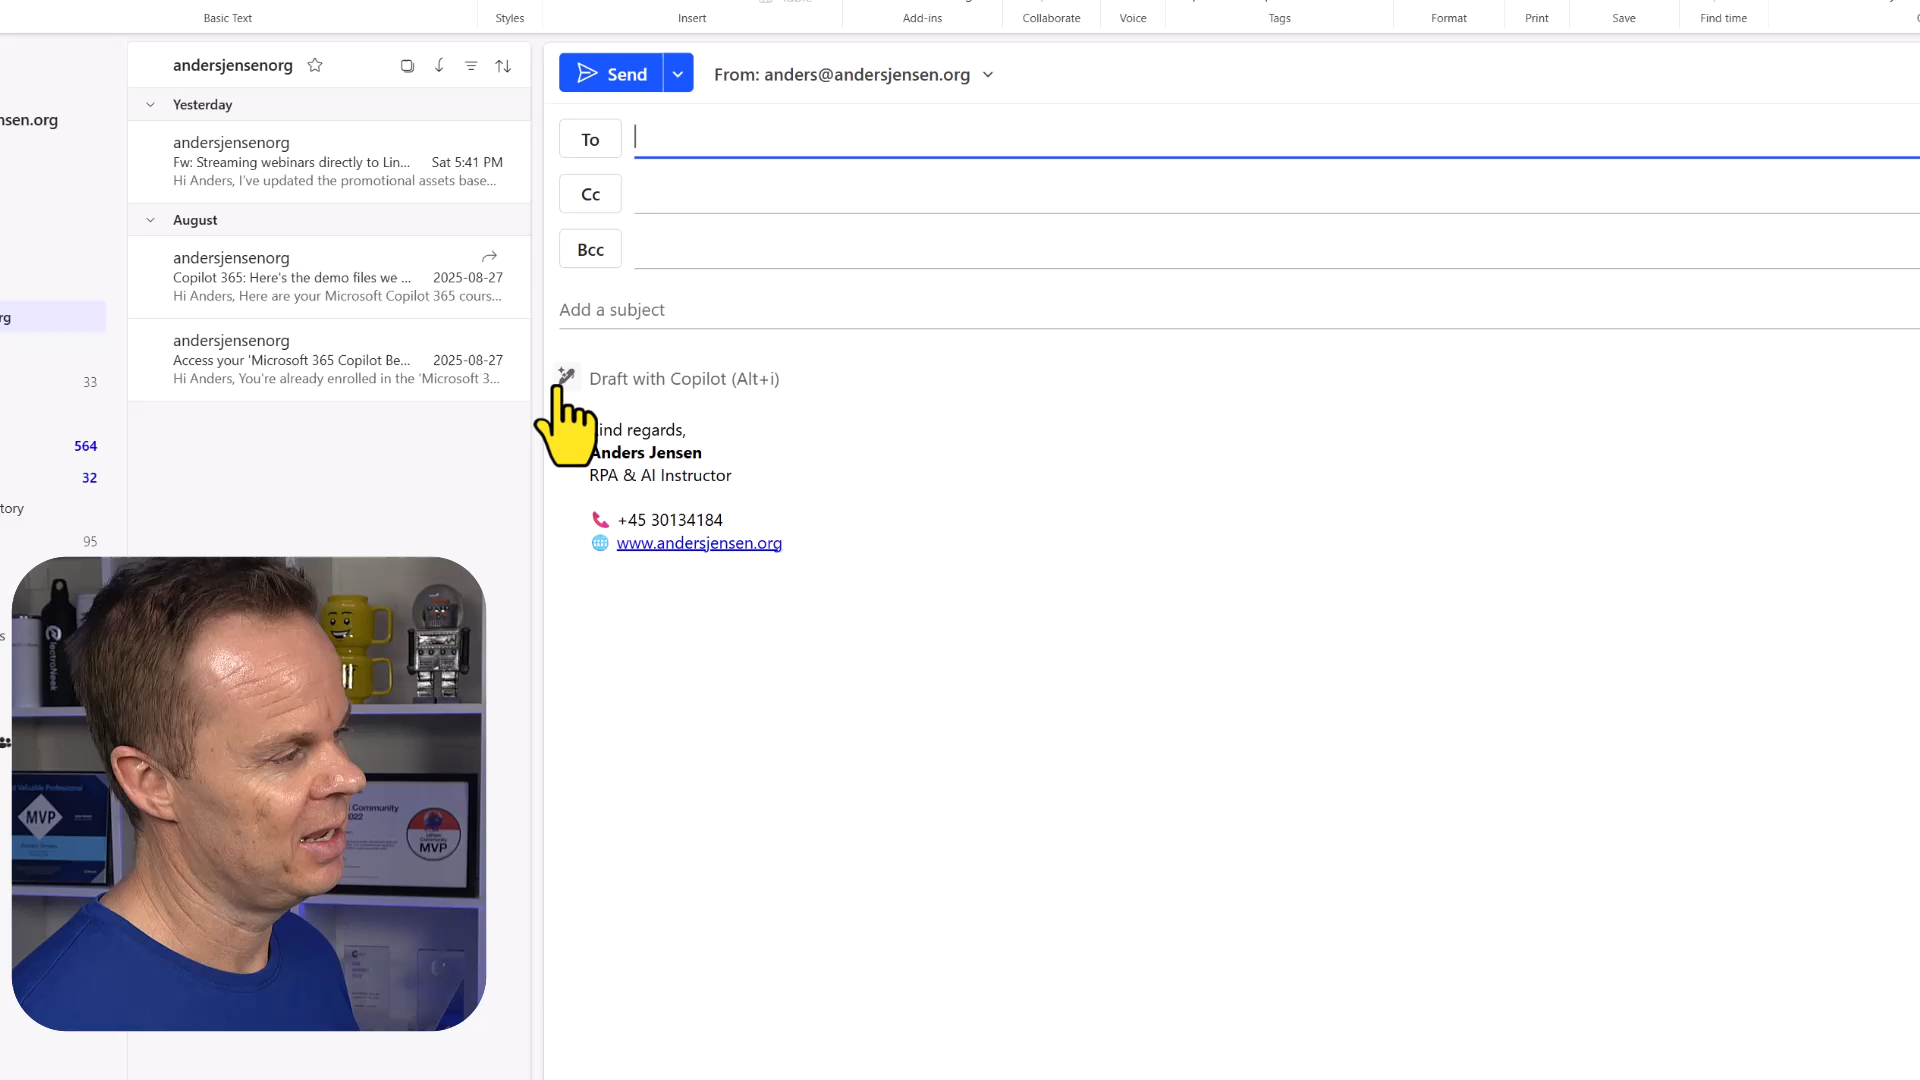 Basic Text
Styles
Insert
Add-ins
Collaborate
Voice
Tags
Format
Print
Save
Find time
andersjensenorg
Send
From: anders@andersjensen.org
Yesterday
nsen.org
andersjensenorg
To
Fw: Streaming webinars directly to Lin... Sat 5:41 PM
Hi Anders, I've updated the promotional assets base...
Cc
August
Bcc
andersjensenorg
Copilot 365: Here's the demo files we ... 2025-08-27
Hi Anders, Here are your Microsoft Copilot 365 cours...
Add a subject
rg
andersjensenorg
Access your 'Microsoft 365 Copilot Be... 2025-08-27
Hi Anders, You're already enrolled in the 'Microsoft 3...
33
Draft with Copilot (Alt+i)
ind regards,
Anders Jensen
564
RPA & AI Instructor
32
tory
+45 30134184
95
www.andersjensen.org
s
ElectroNeek
MVP
Community
2022
MVP